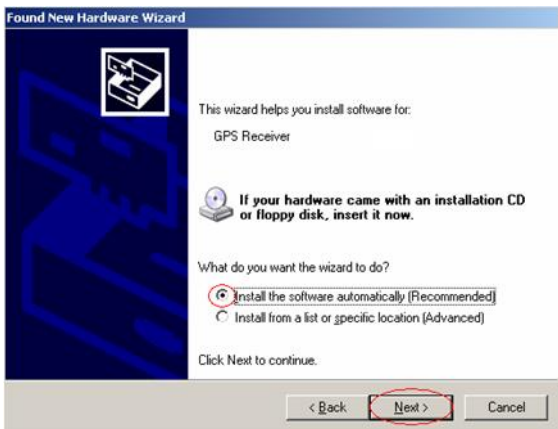 Found New Hardware Wizard
This wizard helps you install software for:
GPS Receiver
If your hardware came with an installation CD
or floppy disk, insert it now.
What do you want the wizard to do?
Install the software automatically (Recommended)
Install from a list or specific location (Advanced)
Click Next to continue.
< Back Next > Cancel